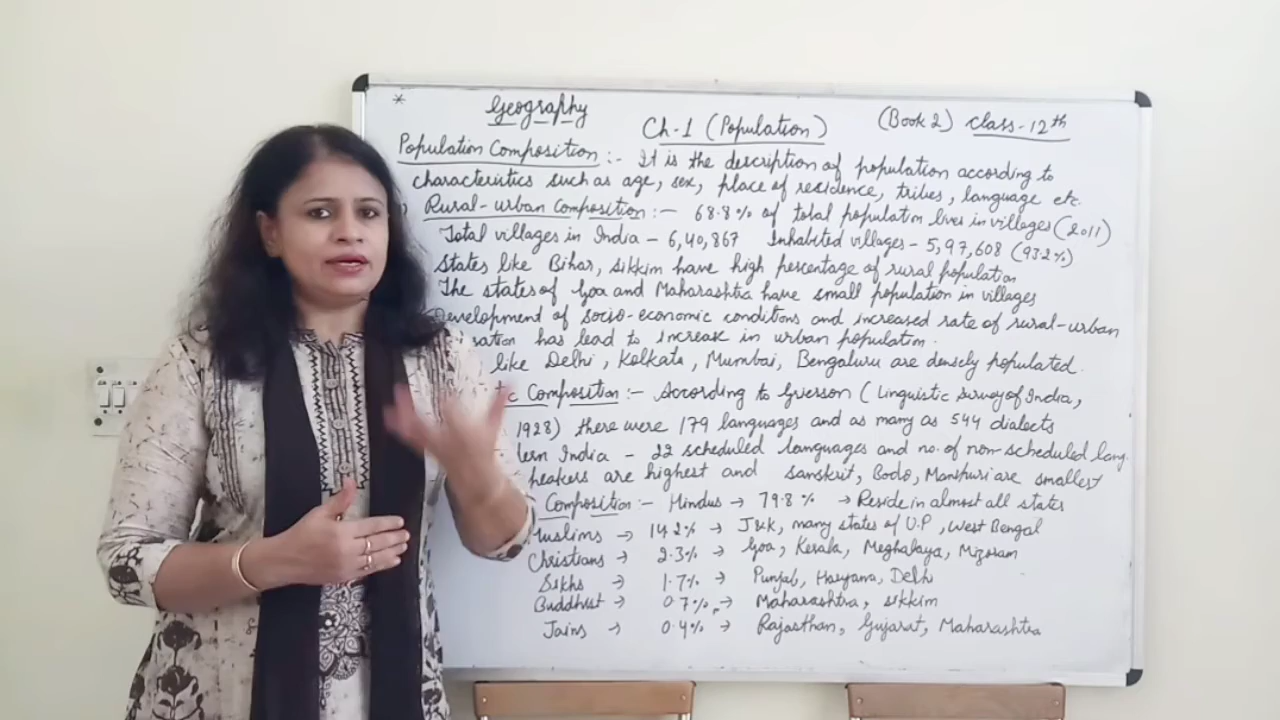 *
Geography
Ch-1 (Population)
(Book 2) Class-12th
Population Composition :- It is the description of population according to
characteristics such as age, sex, place of residence, tribes, language etc.
Rural-urban Composition :- 68.8% of total population lives in villages (2011)
Total villages in India - 6,40,867 Inhabited villages - 5,97,608 (93.2%)
States like Bihar, Sikkim have high percentage of rural population
The states of Goa and Maharashtra have small population in villages
Development of socio-economic conditions and increased rate of rural-urban
has lead to increase in urban population.
like Delhi, Kolkata, Mumbai, Bengaluru are densely populated.
Composition :- According to Grierson (Linguistic Survey of India,
1928) there were 179 languages and as many as 544 dialects
India - 22 scheduled languages and no. of non-scheduled lang.
are highest and sanskrit, Bodo, Manipuri are smallest
Composition :- Hindus → 79.8% → Reside in almost all states
Muslims → 14.2% → J&K, many states of U.P, West Bengal
Christians → 2.3% → Goa, Kerala, Meghalaya, Mizoram
Sikhs → 1.7% → Punjab, Haryana, Delhi
Buddhist → 0.7% → Maharashtra, Sikkim
Jains → 0.4% → Rajasthan, Gujarat, Maharashtra